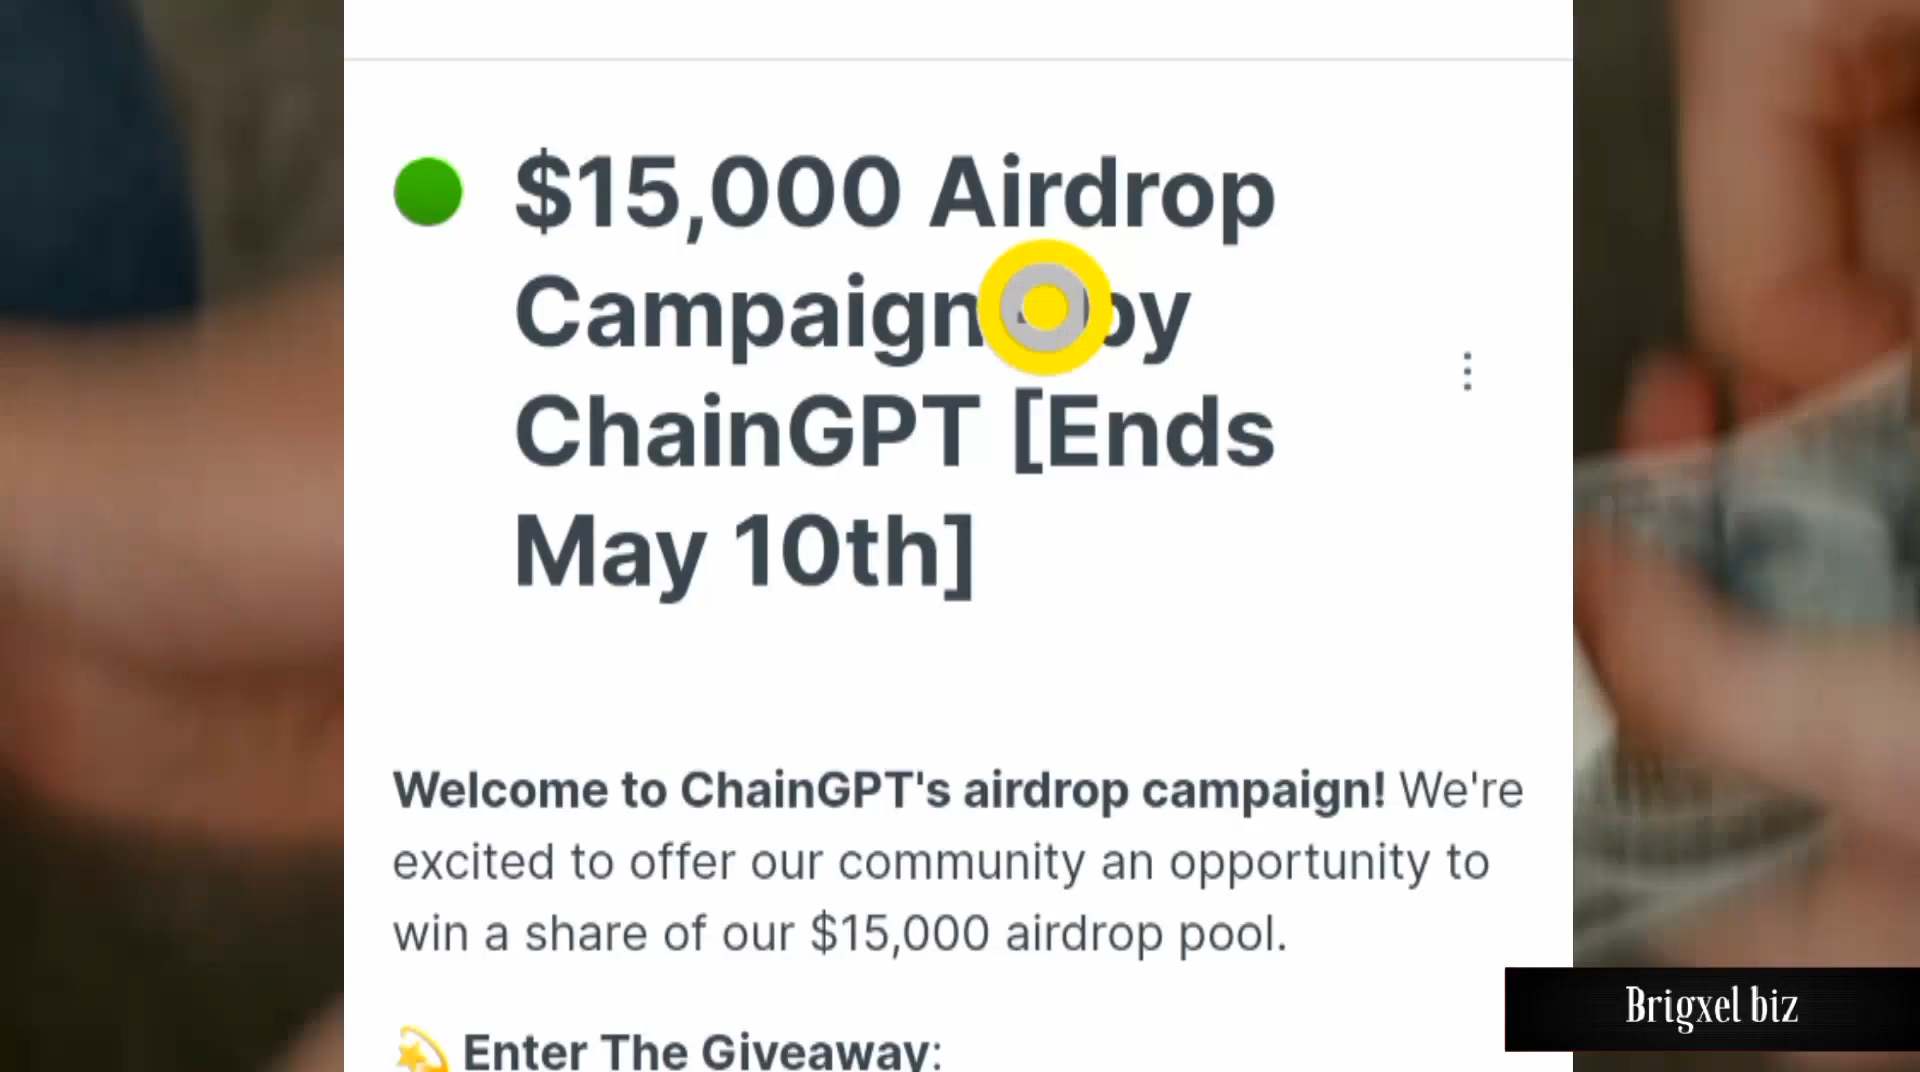 $15,000 Airdrop
Campaign - by
ChainGPT [Ends
May 10th]
Welcome to ChainGPT's airdrop campaign! We're
excited to offer our community an opportunity to
win a share of our $15,000 airdrop pool.
Enter The Giveaway:
Brigxel biz